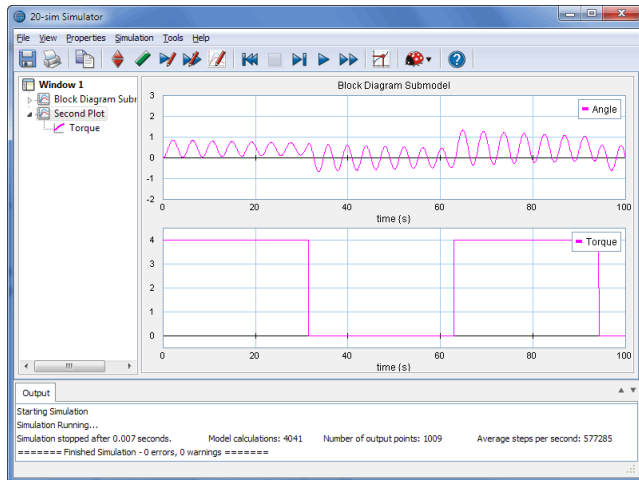 20-sim Simulator
File View Properties Simulation Tools Help
Window 1
Block Diagram Subr
Second Plot
Torque
Block Diagram Submodel
3
2
1
0
-1
-2
0 20 40 60 80 100
time {s}
Angle
4
3
2
1
0
0 20 40 60 80 100
time {s}
Torque
Output
Starting Simulation
Simulation Running...
Simulation stopped after 0.007 seconds. Model calculations: 4041 Number of output points: 1009 Average steps per second: 577285
======= Finished Simulation - 0 errors, 0 warnings =======